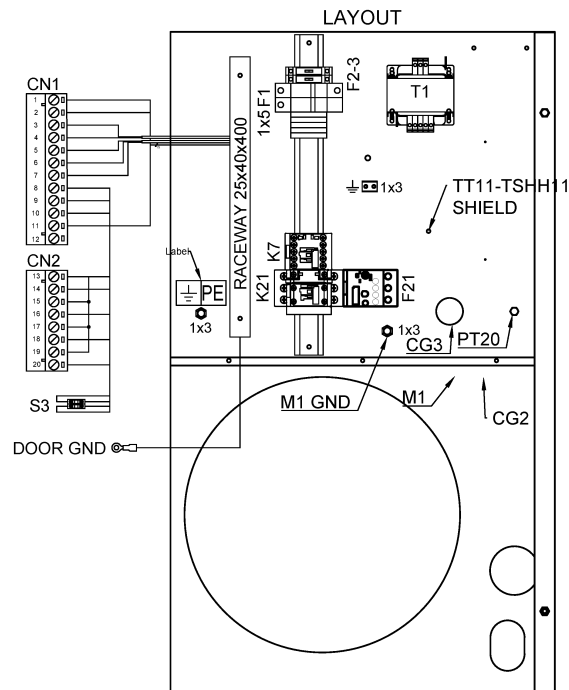 LAYOUT
CN1
1
2
3
4
5
6
7
8
9
10
11
12
CN2
13
14
15
16
17
18
19
20
S3
DOOR GND
RACEWAY 25x40x400
1x5 F1
F2-3
T1
1x3
TT11-TSHH11
SHIELD
Label
PE
1x3
K7
K21
F21
1x3
CG3
PT20
M1 GND
M1
CG2